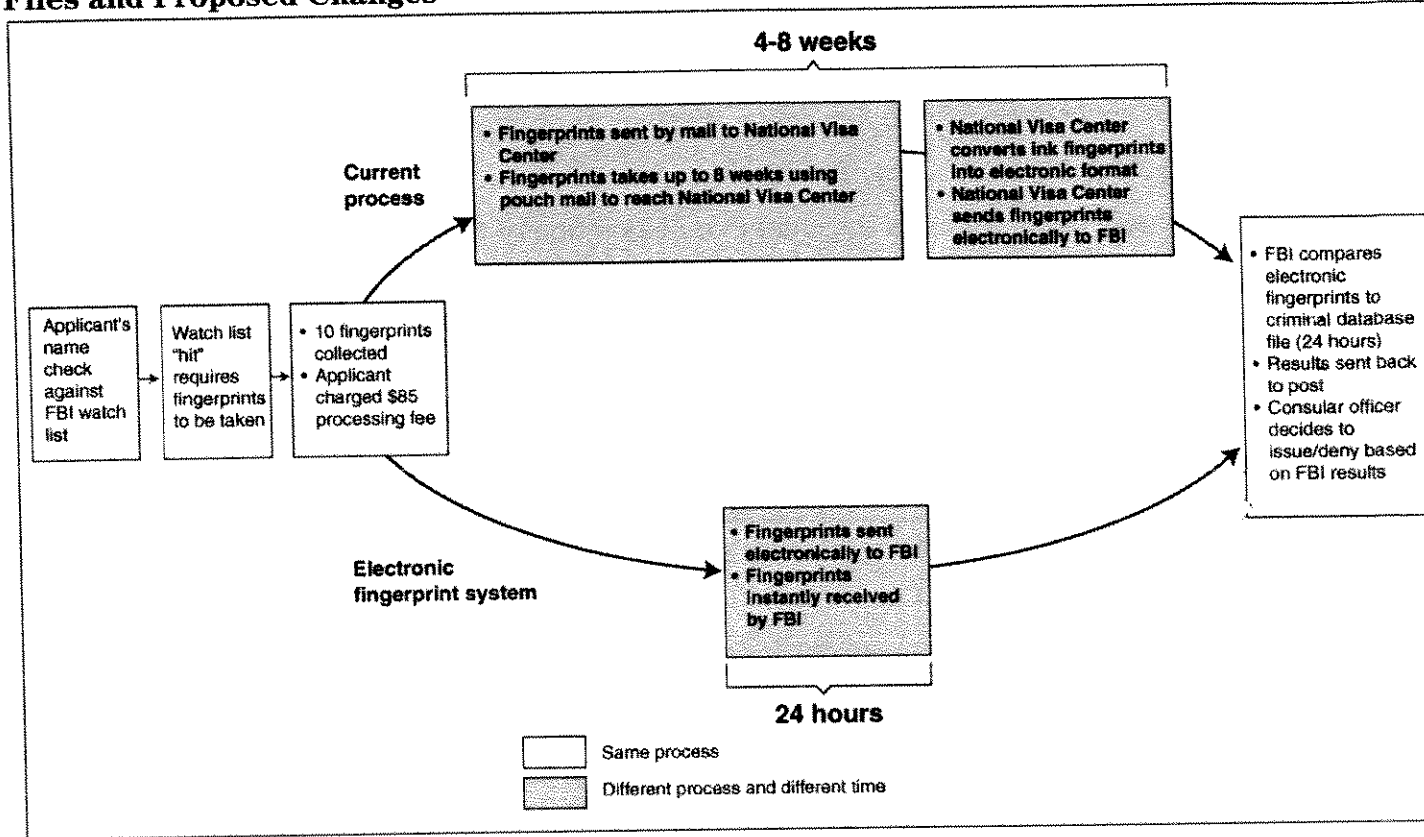 Files and Proposed Changes
4-8 weeks
Current
process
• Fingerprints sent by mail to National Visa
Center
• Fingerprints takes up to 8 weeks using
pouch mail to reach National Visa Center
• National Visa Center
converts ink fingerprints
into electronic format
• National Visa Center
sends fingerprints
electronically to FBI
Applicant's
name
check
against
FBI watch
list
Watch list
"hit"
requires
fingerprints
to be taken
• 10 fingerprints
collected
• Applicant
charged $85
processing fee
• FBI compares
electronic
fingerprints to
criminal database
file (24 hours)
• Results sent back
to post
• Consular officer
decides to
issue/deny based
on FBI results
Electronic
fingerprint system
• Fingerprints sent
electronically to FBI
• Fingerprints
instantly received
by FBI
24 hours
Same process
Different process and different time